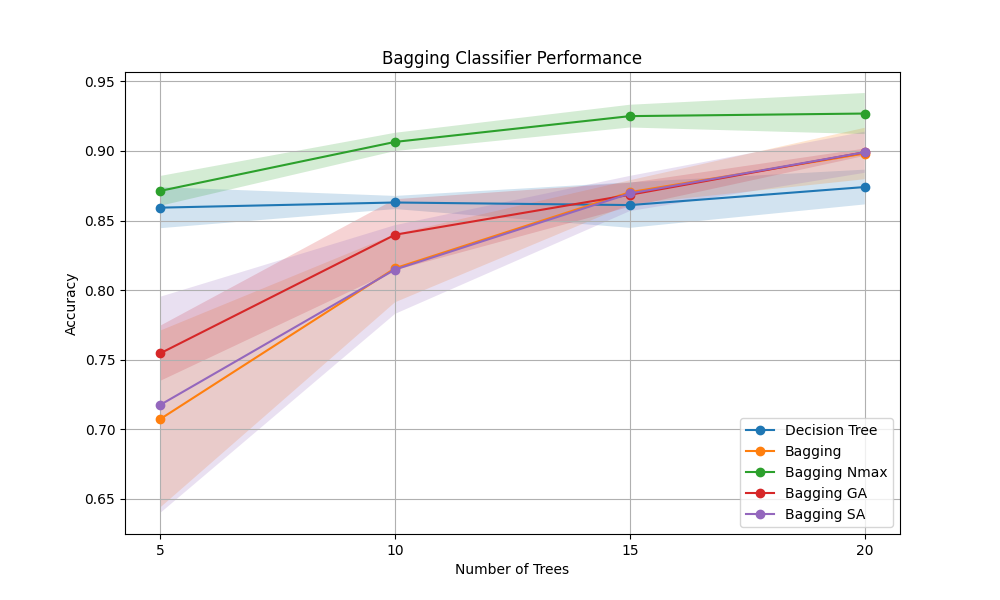 Bagging Classifier Performance
Accuracy
0.95
0.90
0.85
0.80
0.75
0.70
0.65
5
10
15
20
Number of Trees
Decision Tree
Bagging
Bagging Nmax
Bagging GA
Bagging SA